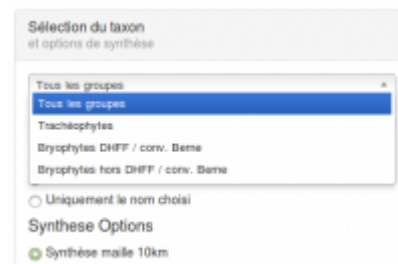 Sélection du taxon
et options de synthèse
Tous les groupes
Tous les groupes
Trachéophytes
Bryophytes DHFF / conv. Berne
Bryophytes hors DHFF / conv. Berne
Uniquement le nom choisi
Synthese Options
Synthèse maille 10km